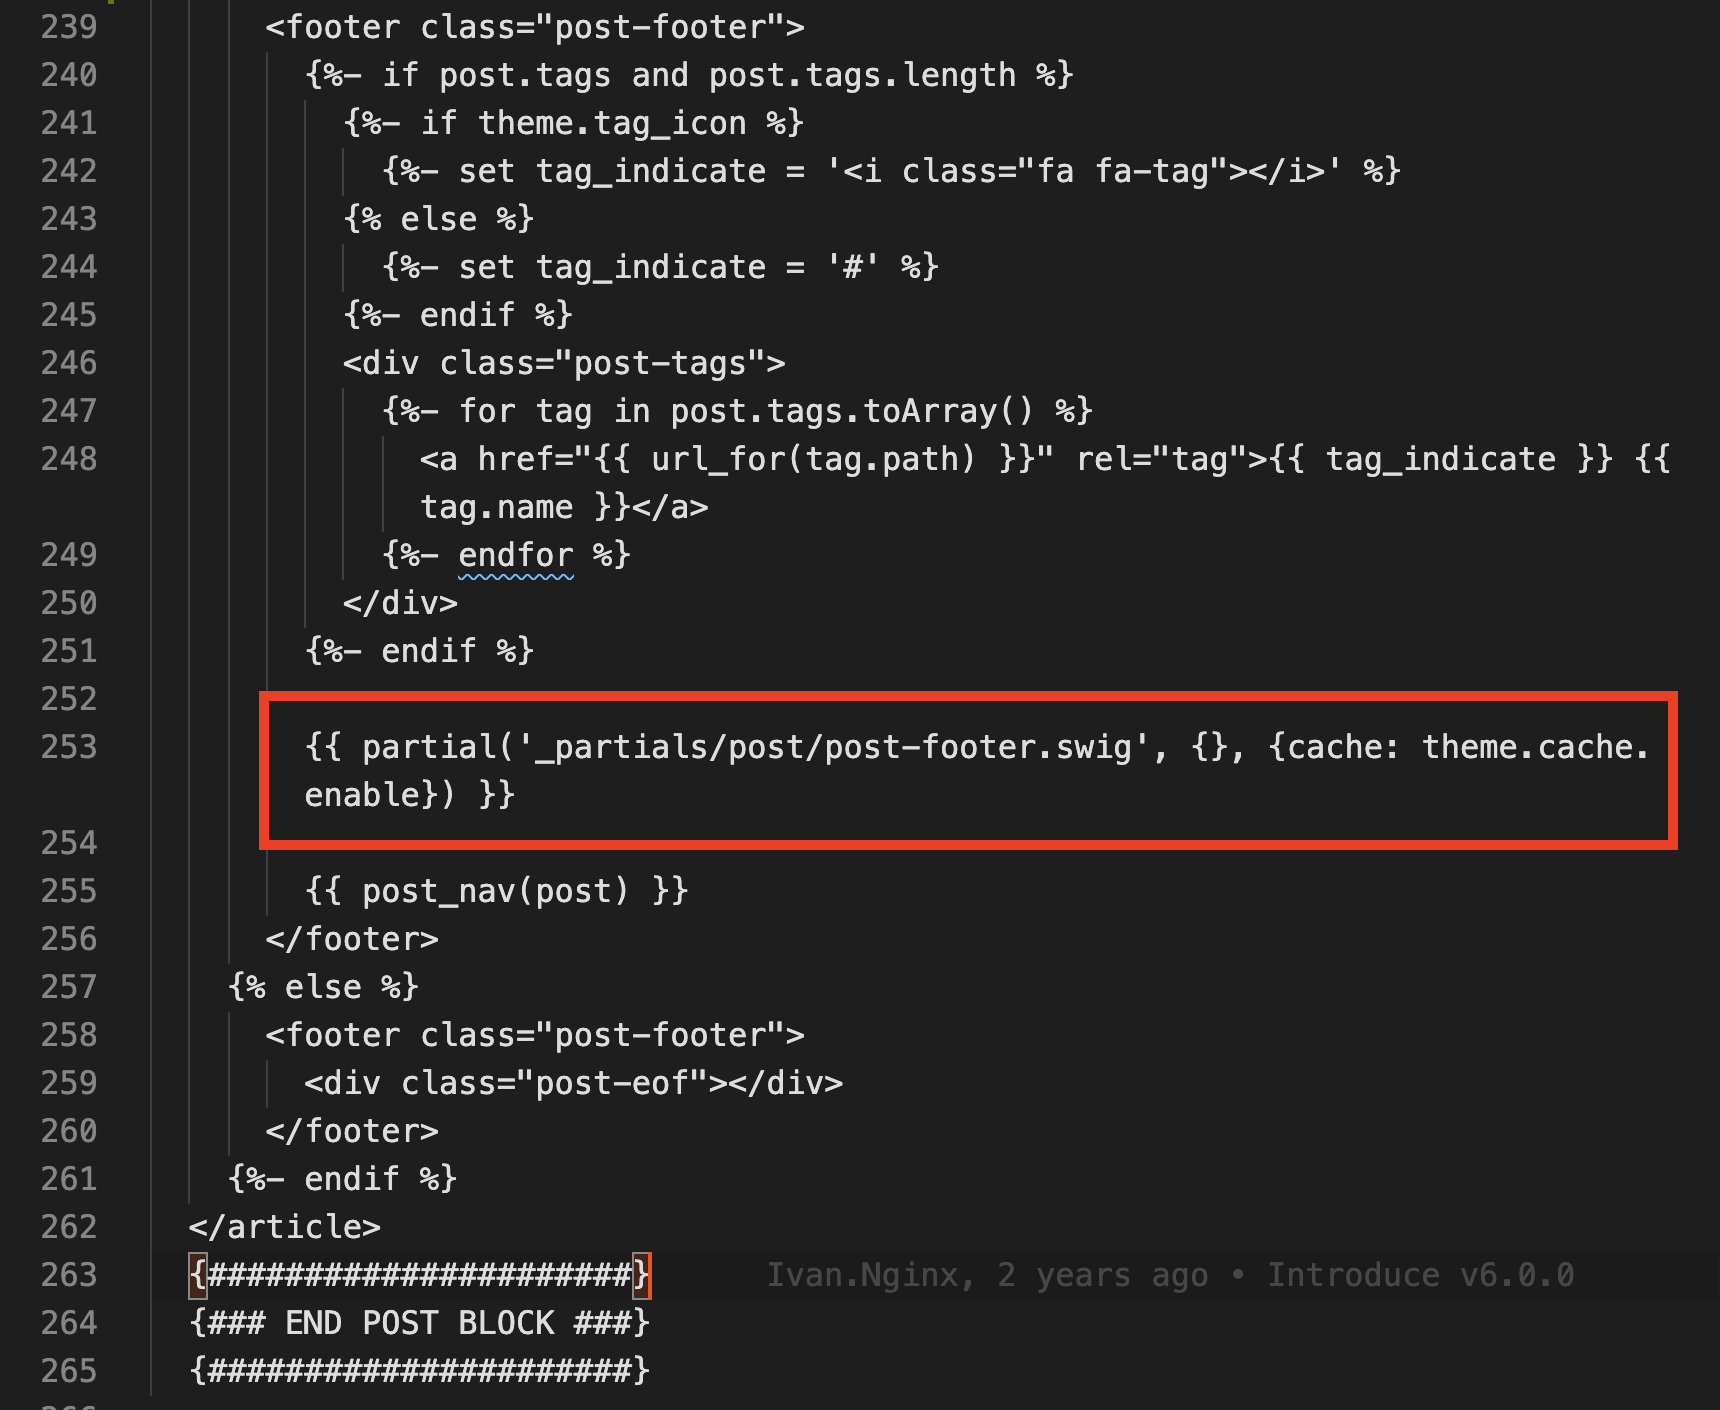 239 <footer class="post-footer">
240 {%- if post.tags and post.tags.length %}
241 {%- if theme.tag_icon %}
242 {%- set tag_indicate = '<i class="fa fa-tag"></i>' %}
243 {% else %}
244 {%- set tag_indicate = '#' %}
245 {%- endif %}
246 <div class="post-tags">
247 {%- for tag in post.tags.toArray() %}
248 <a href="{{ url_for(tag.path) }}" rel="tag">{{ tag_indicate }} {{
tag.name }}</a>
249 {%- endfor %}
250 </div>
251 {%- endif %}
252
253 {{ partial('_partials/post/post-footer.swig', {}, {cache: theme.cache.
enable}) }}
254
255 {{ post_nav(post) }}
256 </footer>
257 {% else %}
258 <footer class="post-footer">
259 <div class="post-eof"></div>
260 </footer>
261 {%- endif %}
262 </article>
263 {######################} Ivan.Nginx, 2 years ago • Introduce v6.0.0
264 {### END POST BLOCK ###}
265 {######################}